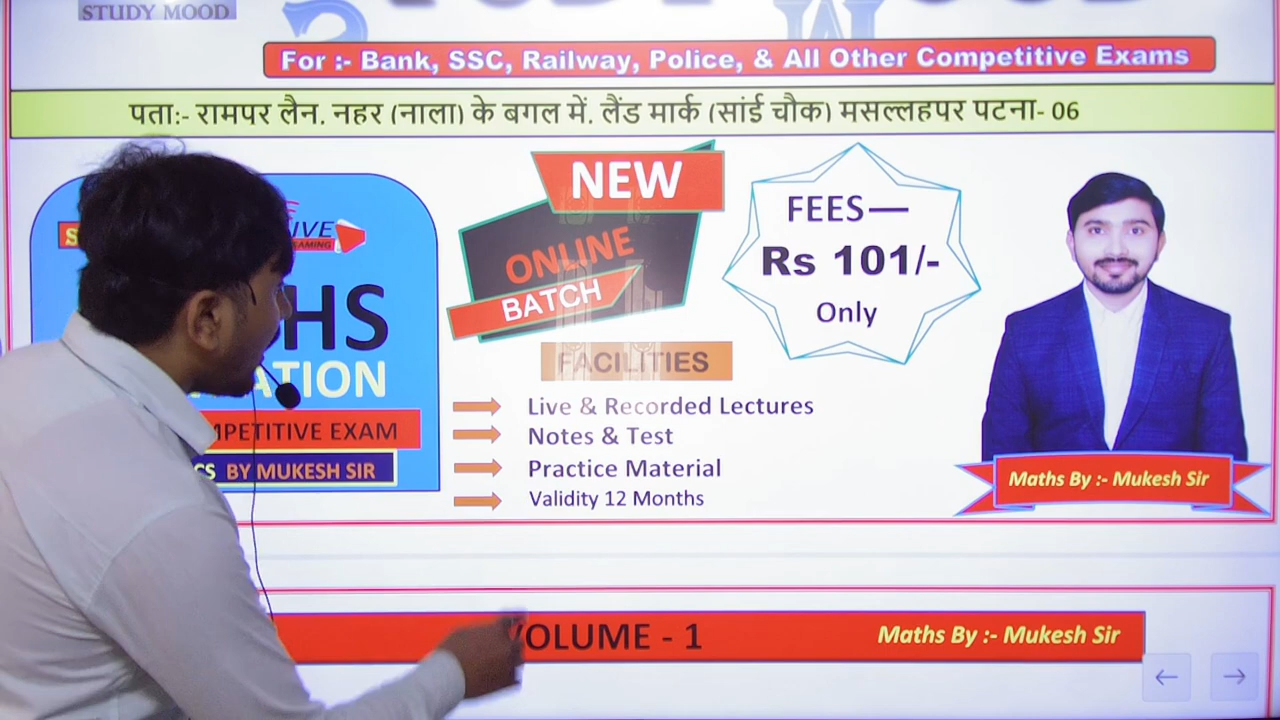 STUDY MOOD
For :- Bank, SSC, Railway, Police, & All Other Competitive Exams
पता:- रामपर लैन. नहर (नाला) के बगल में. लैंड मार्क (सांई चौक) मसल्लहपर पटना- 06
NEW
ONLINE
BATCH
FEES—
Rs 101/-
Only
FACILITIES
Live & Recorded Lectures
Notes & Test
Practice Material
Validity 12 Months
BY MUKESH SIR
Maths By :- Mukesh Sir
VOLUME - 1
Maths By :- Mukesh Sir